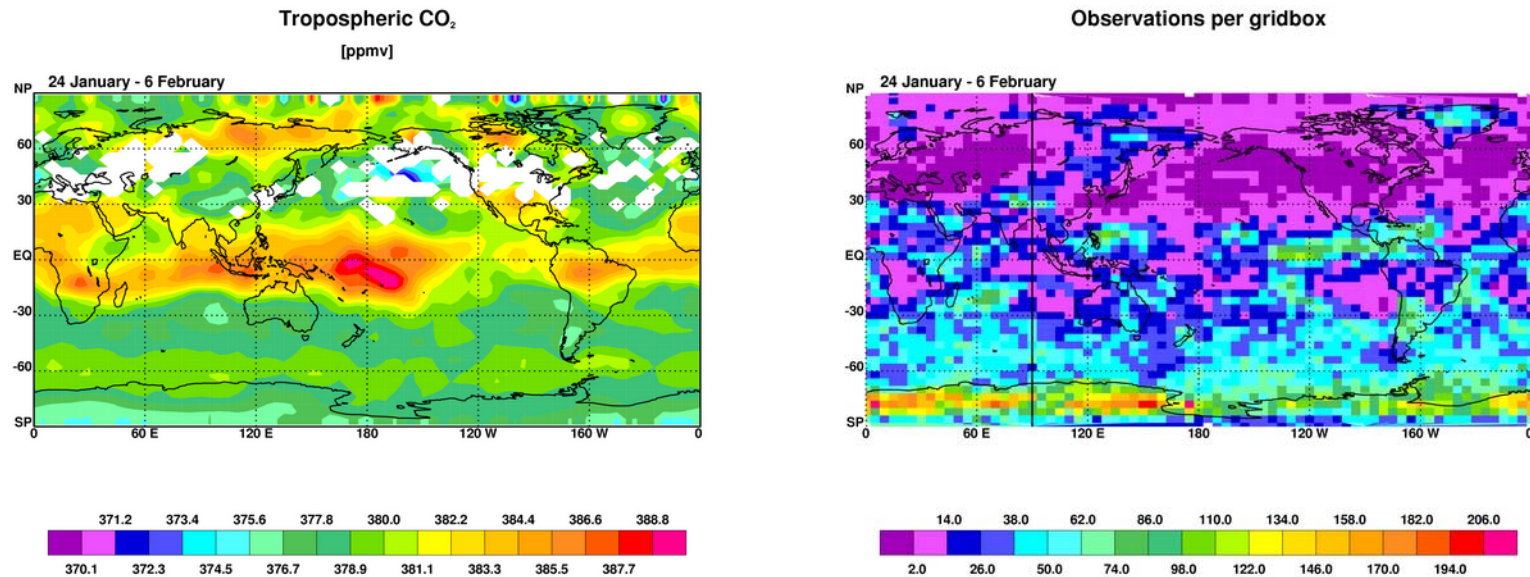 Tropospheric CO₂
[ppmv]
24 January - 6 February
NP
60
30
EQ
-30
-60
SP
0 60 E 120 E 180 120 W 160 W 0
371.2 373.4 375.6 377.8 380.0 382.2 384.4 386.6 388.8
370.1 372.3 374.5 376.7 378.9 381.1 383.3 385.5 387.7
Observations per gridbox
24 January - 6 February
NP
60
30
EQ
-30
-60
SP
0 60 E 120 E 180 120 W 160 W 0
14.0 38.0 62.0 86.0 110.0 134.0 158.0 182.0 206.0
2.0 26.0 50.0 74.0 98.0 122.0 146.0 170.0 194.0